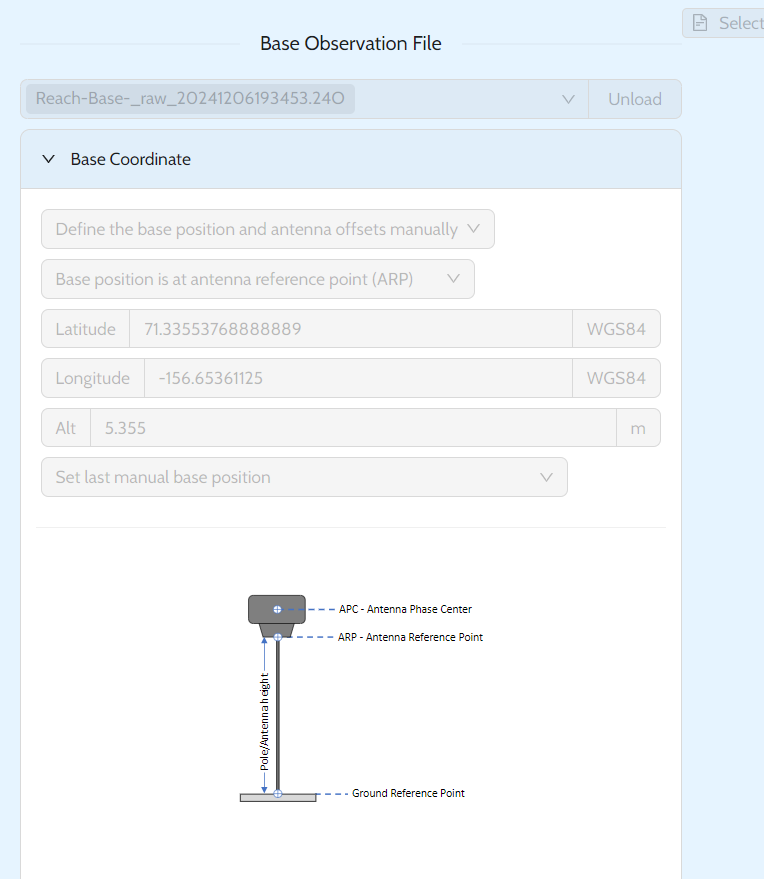 Select
Base Observation File
Reach-Base-_raw_20241206193453.24O
Unload
Base Coordinate
Define the base position and antenna offsets manually
Base position is at antenna reference point (ARP)
Latitude 71.33553768888889 WGS84
Longitude -156.65361125 WGS84
Alt 5.355 m
Set last manual base position
APC - Antenna Phase Center
ARP - Antenna Reference Point
Pole/Antenna height
Ground Reference Point